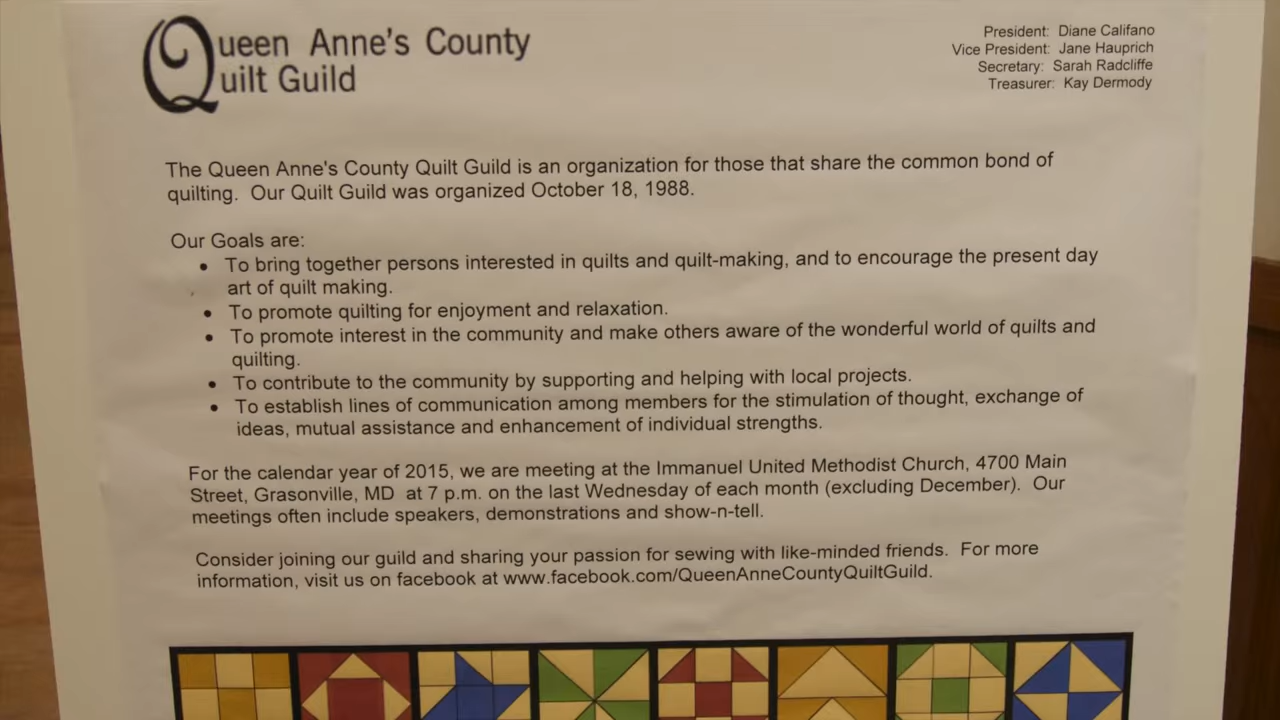 Queen Anne's County
Quilt Guild
President: Diane Califano
Vice President: Jane Hauprich
Secretary: Sarah Radcliffe
Treasurer: Kay Dermody
The Queen Anne's County Quilt Guild is an organization for those that share the common bond of
quilting. Our Quilt Guild was organized October 18, 1988.
Our Goals are:
• To bring together persons interested in quilts and quilt-making, and to encourage the present day
art of quilt making.
• To promote quilting for enjoyment and relaxation.
• To promote interest in the community and make others aware of the wonderful world of quilts and
quilting.
• To contribute to the community by supporting and helping with local projects.
• To establish lines of communication among members for the stimulation of thought, exchange of
ideas, mutual assistance and enhancement of individual strengths.
For the calendar year of 2015, we are meeting at the Immanuel United Methodist Church, 4700 Main
Street, Grasonville, MD at 7 p.m. on the last Wednesday of each month (excluding December). Our
meetings often include speakers, demonstrations and show-n-tell.
Consider joining our guild and sharing your passion for sewing with like-minded friends. For more
information, visit us on facebook at www.facebook.com/QueenAnneCountyQuiltGuild.